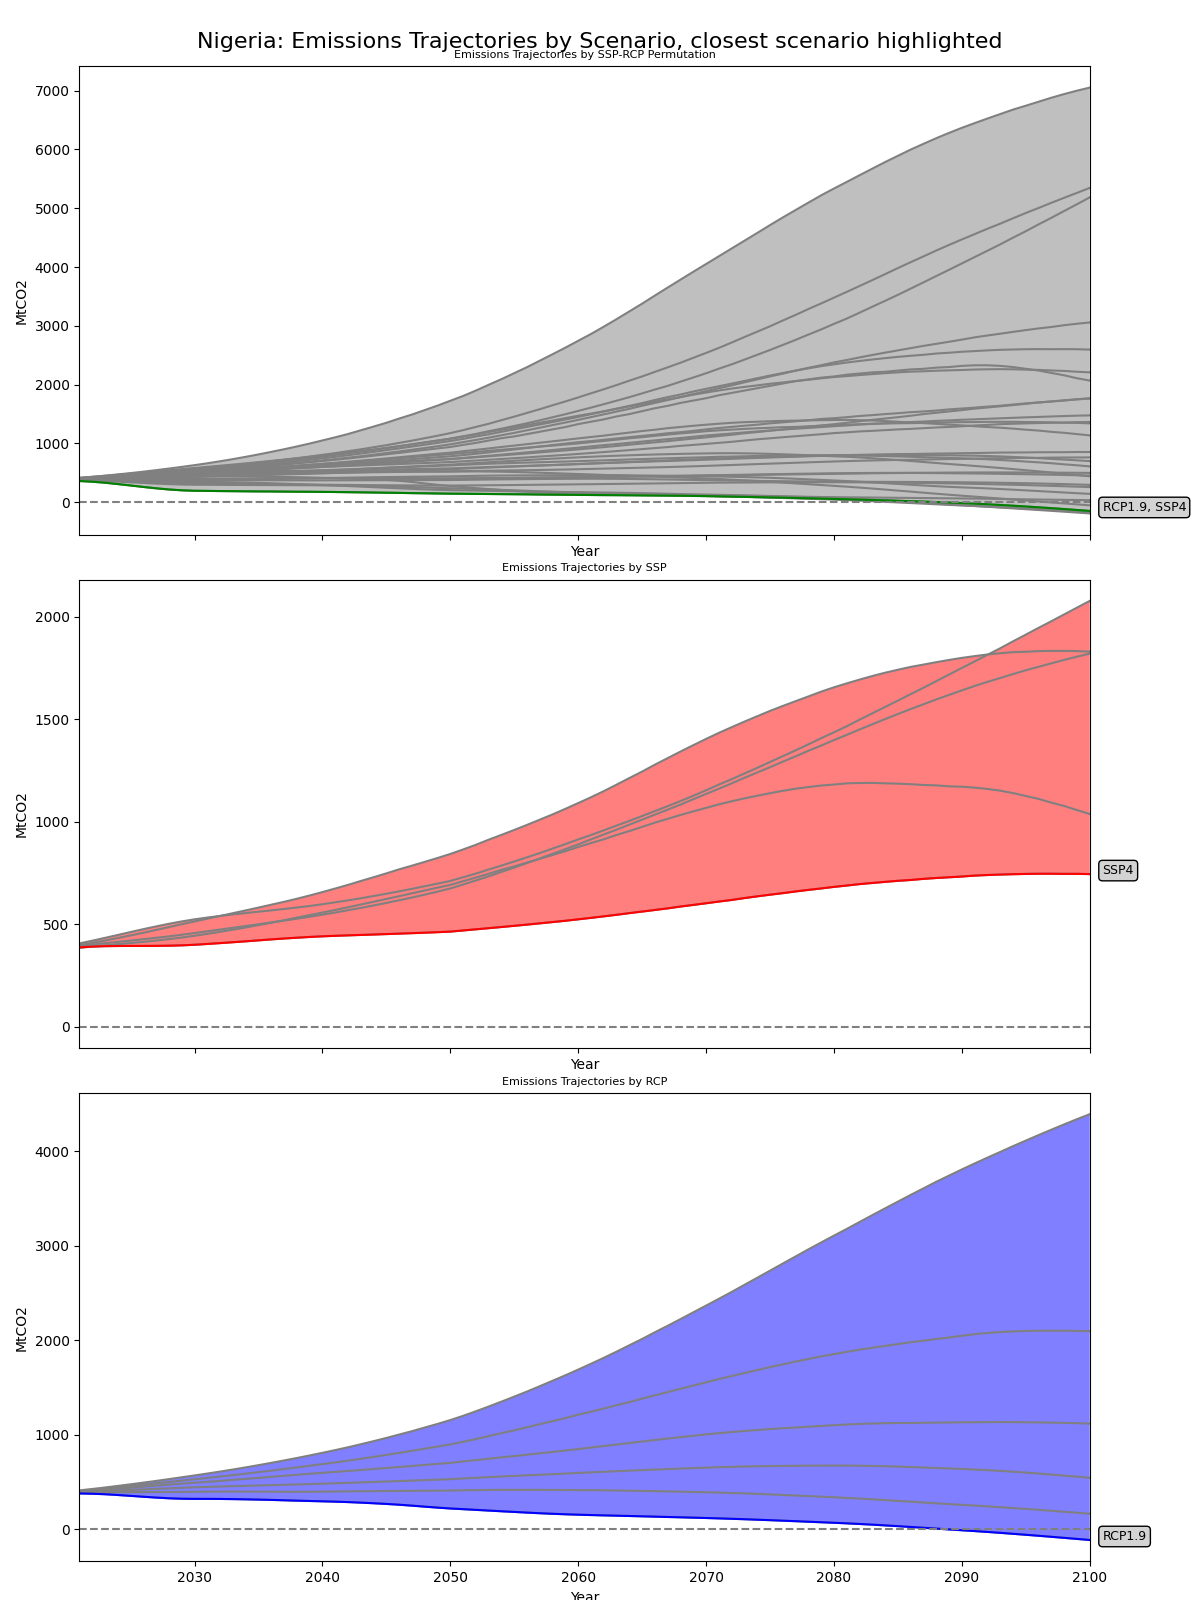 Nigeria: Emissions Trajectories by Scenario, closest scenario highlighted
Emissions Trajectories by SSP-RCP Permutation
7000
6000
5000
4000
3000
2000
1000
0
MtCO2
RCP1.9, SSP4
Year
Emissions Trajectories by SSP
2000
1500
1000
500
0
MtCO2
SSP4
Year
Emissions Trajectories by RCP
4000
3000
2000
1000
0
MtCO2
RCP1.9
2030 2040 2050 2060 2070 2080 2090 2100
Year